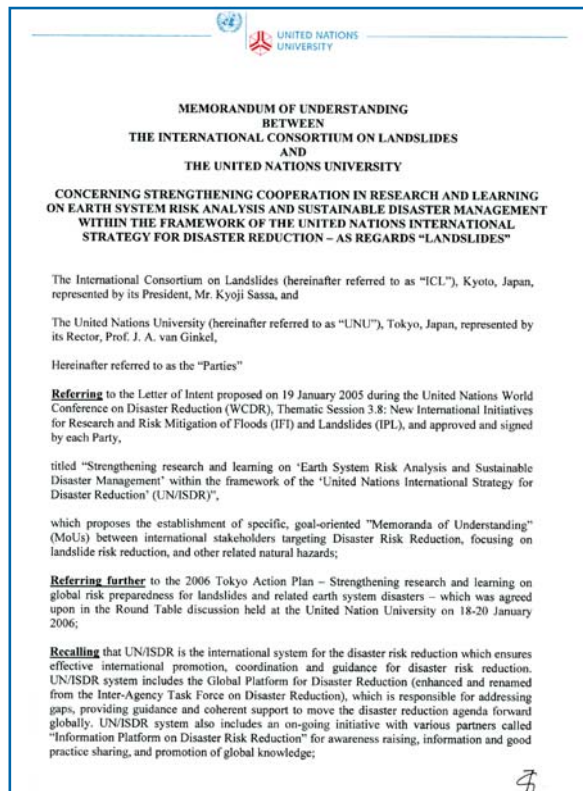 UNITED NATIONS
UNIVERSITY
MEMORANDUM OF UNDERSTANDING
BETWEEN
THE INTERNATIONAL CONSORTIUM ON LANDSLIDES
AND
THE UNITED NATIONS UNIVERSITY
CONCERNING STRENGTHENING COOPERATION IN RESEARCH AND LEARNING
ON EARTH SYSTEM RISK ANALYSIS AND SUSTAINABLE DISASTER MANAGEMENT
WITHIN THE FRAMEWORK OF THE UNITED NATIONS INTERNATIONAL
STRATEGY FOR DISASTER REDUCTION – AS REGARDS “LANDSLIDES”
The International Consortium on Landslides (hereinafter referred to as “ICL”), Kyoto, Japan,
represented by its President, Mr. Kyoji Sassa, and
The United Nations University (hereinafter referred to as “UNU”), Tokyo, Japan, represented by
its Rector, Prof. J. A. van Ginkel,
Hereinafter referred to as the “Parties”
Referring to the Letter of Intent proposed on 19 January 2005 during the United Nations World
Conference on Disaster Reduction (WCDR), Thematic Session 3.8: New International Initiatives
for Research and Risk Mitigation of Floods (IFI) and Landslides (IPL), and approved and signed
by each Party,
titled “Strengthening research and learning on ‘Earth System Risk Analysis and Sustainable
Disaster Management’ within the framework of the ‘United Nations International Strategy for
Disaster Reduction’ (UN/ISDR)”,
which proposes the establishment of specific, goal-oriented ”Memoranda of Understanding”
(MoUs) between international stakeholders targeting Disaster Risk Reduction, focusing on
landslide risk reduction, and other related natural hazards;
Referring further to the 2006 Tokyo Action Plan – Strengthening research and learning on
global risk preparedness for landslides and related earth system disasters – which was agreed
upon in the Round Table discussion held at the United Nation University on 18-20 January
2006;
Recalling that UN/ISDR is the international system for the disaster risk reduction which ensures
effective international promotion, coordination and guidance for disaster risk reduction.
UN/ISDR system includes the Global Platform for Disaster Reduction (enhanced and renamed
from the Inter-Agency Task Force on Disaster Reduction), which is responsible for addressing
gaps, providing guidance and coherent support to move the disaster reduction agenda forward
globally. UN/ISDR system also includes an on-going initiative with various partners called
“Information Platform on Disaster Risk Reduction” for awareness raising, information and good
practice sharing, and promotion of global knowledge;